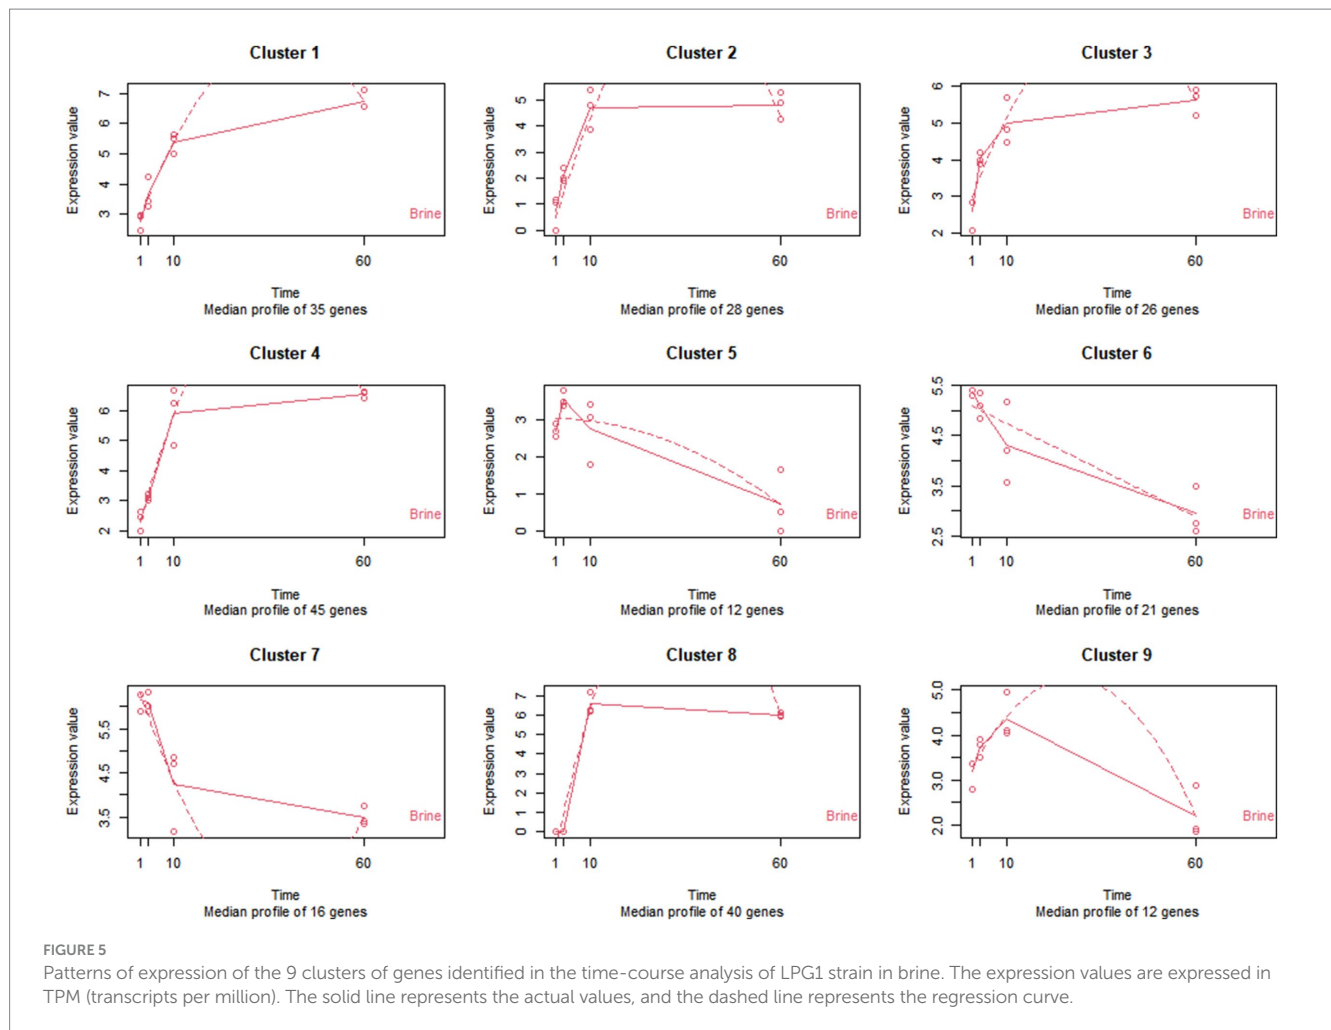 Cluster 1
Expression value
7
6
5
4
3
Brine
1 10 60
Time
Median profile of 35 genes
Cluster 2
Expression value
5
4
3
2
1
0
Brine
1 10 60
Time
Median profile of 28 genes
Cluster 3
Expression value
6
5
4
3
2
Brine
1 10 60
Time
Median profile of 26 genes
Cluster 4
Expression value
6
5
4
3
2
Brine
1 10 60
Time
Median profile of 45 genes
Cluster 5
Expression value
3
2
1
0
Brine
1 10 60
Time
Median profile of 12 genes
Cluster 6
Expression value
5.5
4.5
3.5
2.5
Brine
1 10 60
Time
Median profile of 21 genes
Cluster 7
Expression value
5.5
4.5
3.5
Brine
1 10 60
Time
Median profile of 16 genes
Cluster 8
Expression value
7
6
5
4
3
2
1
0
Brine
1 10 60
Time
Median profile of 40 genes
Cluster 9
Expression value
5.0
4.0
3.0
2.0
Brine
1 10 60
Time
Median profile of 12 genes
FIGURE 5
Patterns of expression of the 9 clusters of genes identified in the time-course analysis of LPG1 strain in brine. The expression values are expressed in
TPM (transcripts per million). The solid line represents the actual values, and the dashed line represents the regression curve.